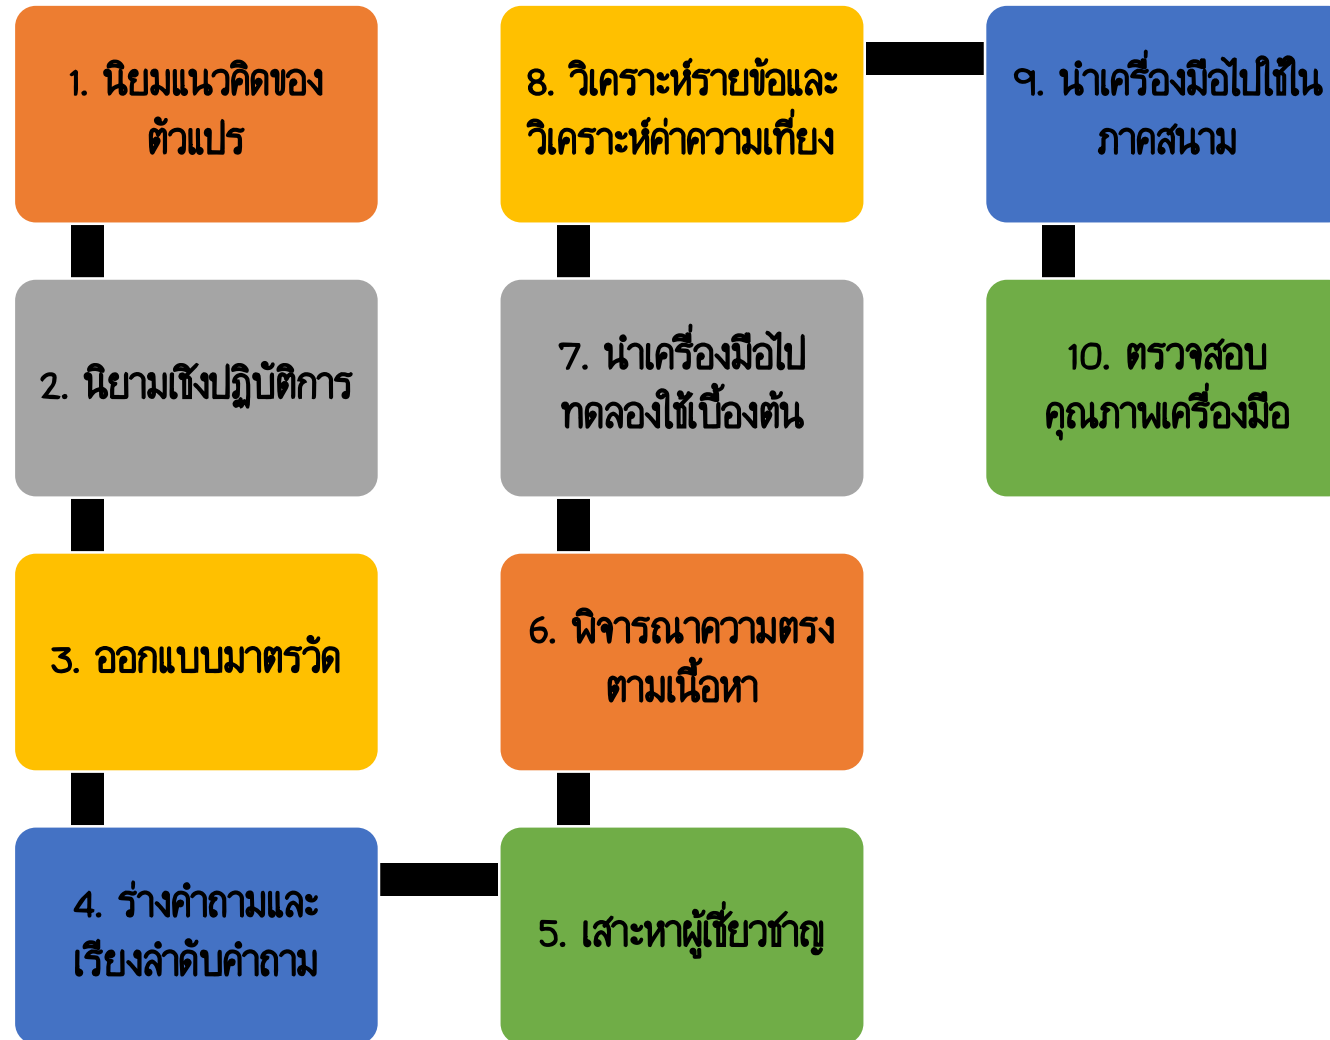 1. นิยมแนวคิดของ
ตัวแปร
2. นิยามเชิงปฏิบัติการ
3. ออกแบบมาตรวัด
4. ร่างคำถามและ
เรียงลำดับคำถาม
5. เสาะหาผู้เชี่ยวชาญ
6. พิจารณาความตรง
ตามเนื้อหา
7. นำเครื่องมือไป
ทดลองใช้เบื้องต้น
8. วิเคราะห์รายข้อและ
วิเคราะห์ค่าความเที่ยง
9. นำเครื่องมือไปใช้ใน
ภาคสนาม
10. ตรวจสอบ
คุณภาพเครื่องมือ